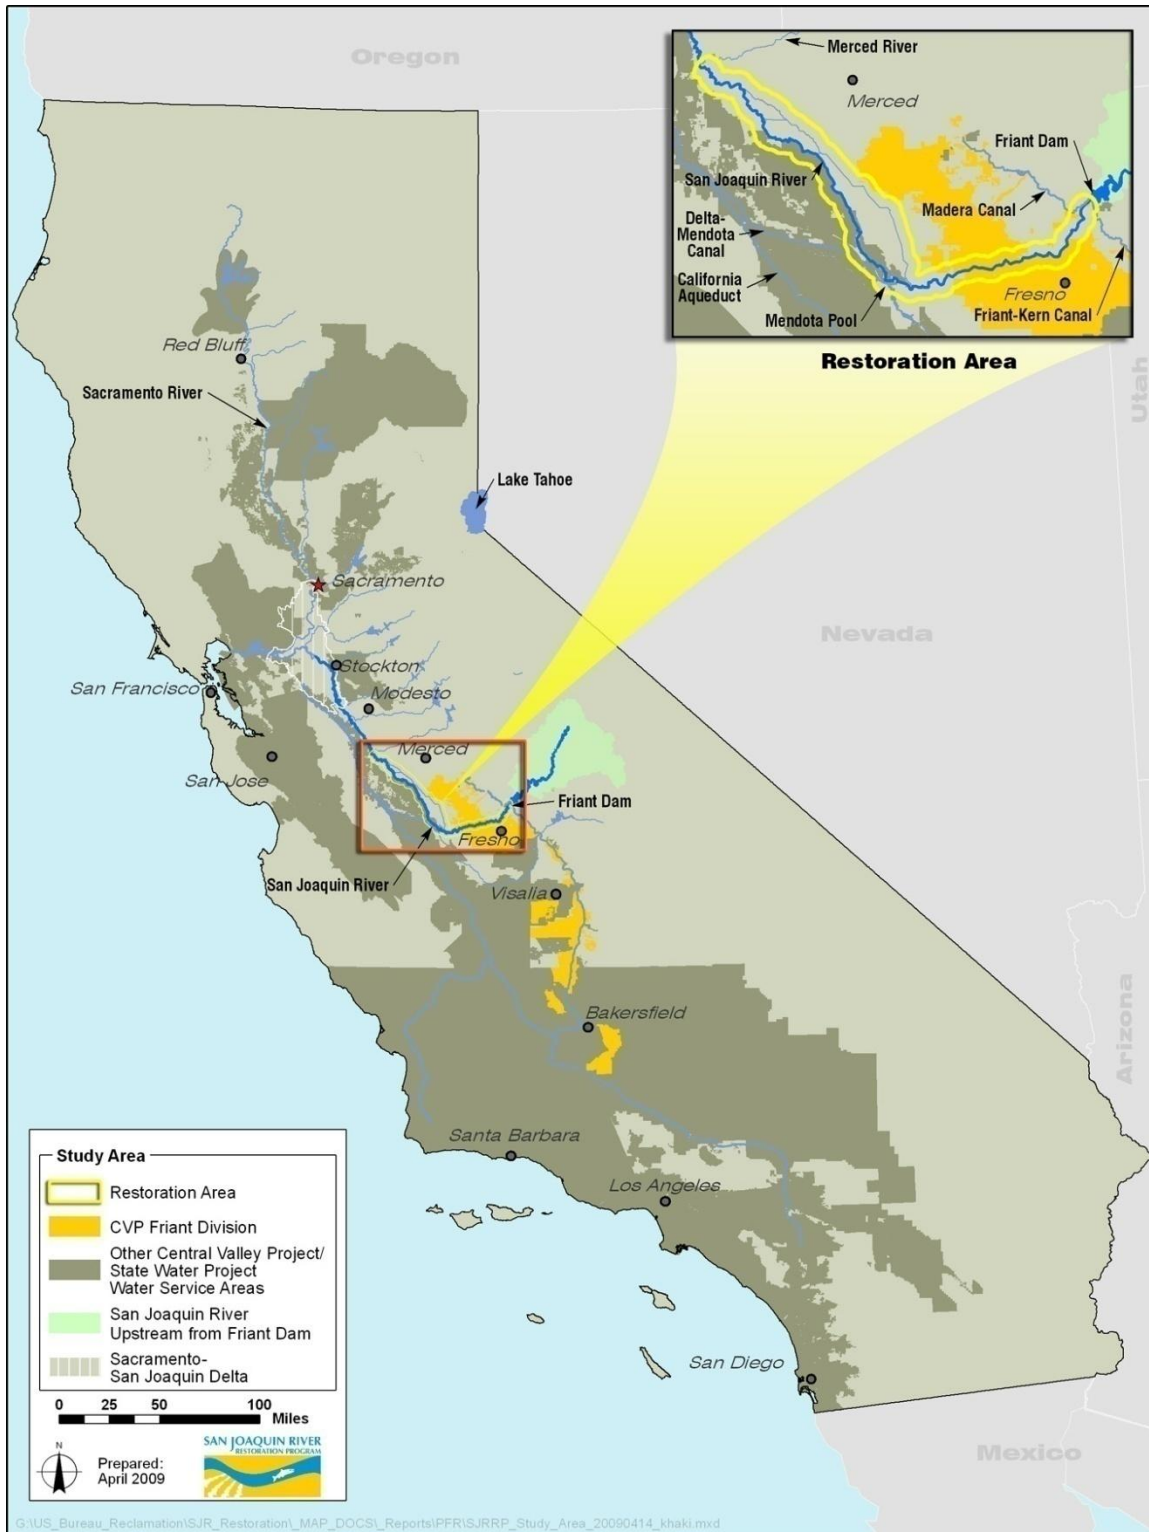 Oregon
Merced River
Merced
Friant Dam
San Joaquin River
Madera Canal
Delta-
Mendota
Canal
California
Aqueduct
Fresno
Mendota Pool
Friant-Kern Canal
Restoration Area
Utah
Red Bluff
Sacramento River
Lake Tahoe
Sacramento
Nevada
Stockton
San Francisco
Modesto
Merced
San Jose
Friant Dam
Fresno
San Joaquin River
Visalia
Bakersfield
Arizona
Santa Barbara
Los Angeles
San Diego
Mexico
Study Area
Restoration Area
CVP Friant Division
Other Central Valley Project/
State Water Project
Water Service Areas
San Joaquin River
Upstream from Friant Dam
Sacramento-
San Joaquin Delta
0 25 50 100
Miles
N
Prepared:
April 2009
SAN JOAQUIN RIVER
RESTORATION PROGRAM
G:\US_Bureau_Reclamation\SJR_Restoration\_MAP_DOCS\_Reports\PFR\SJRRP_Study_Area_20090414_khaki.mxd